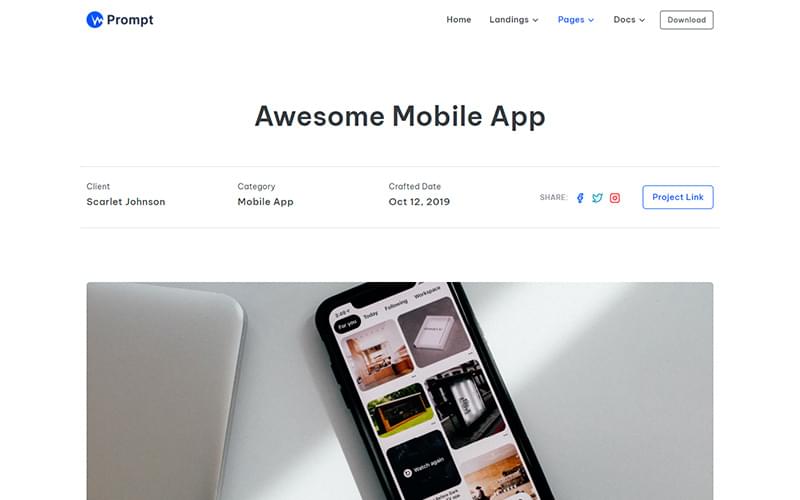 Prompt
Home Landings Pages Docs Download
Awesome Mobile App
Client Category Crafted Date
Scarlet Johnson Mobile App Oct 12, 2019
SHARE: Project Link
For you Today Following Workspace
Watch again